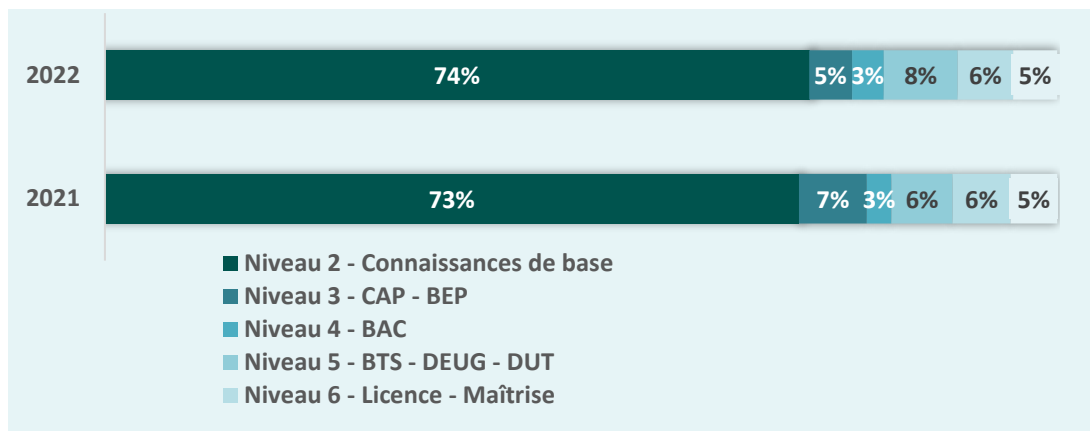 2022 74% 5% 3% 8% 6% 5%
2021 73% 7% 3% 6% 6% 5%
Niveau 2 - Connaissances de base
Niveau 3 - CAP - BEP
Niveau 4 - BAC
Niveau 5 - BTS - DEUG - DUT
Niveau 6 - Licence - Maîtrise